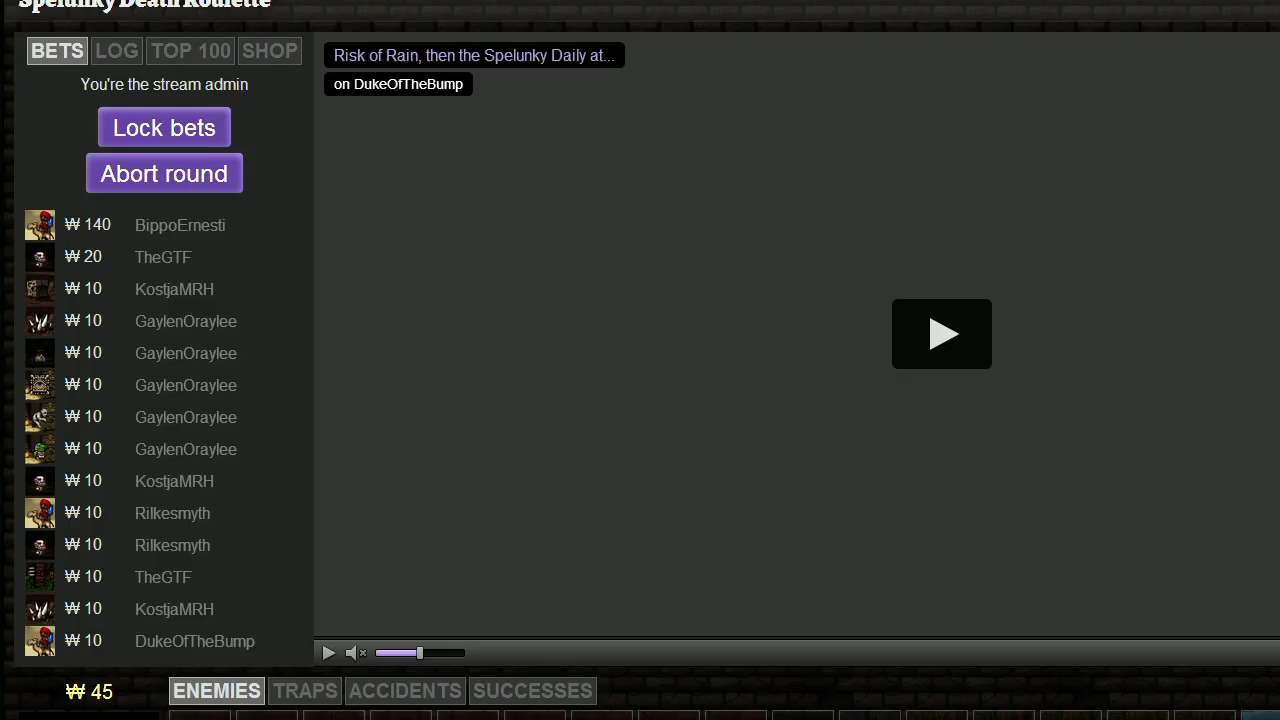 Spelunky Death Roulette
BETS LOG TOP 100 SHOP
You're the stream admin
Lock bets
Abort round
₩ 140 BippoErnesti
₩ 20 TheGTF
₩ 10 KostjaMRH
₩ 10 GaylenOraylee
₩ 10 GaylenOraylee
₩ 10 GaylenOraylee
₩ 10 GaylenOraylee
₩ 10 GaylenOraylee
₩ 10 KostjaMRH
₩ 10 Rilkesmyth
₩ 10 Rilkesmyth
₩ 10 TheGTF
₩ 10 KostjaMRH
₩ 10 DukeOfTheBump
Risk of Rain, then the Spelunky Daily at...
on DukeOfTheBump
₩ 45
ENEMIES TRAPS ACCIDENTS SUCCESSES